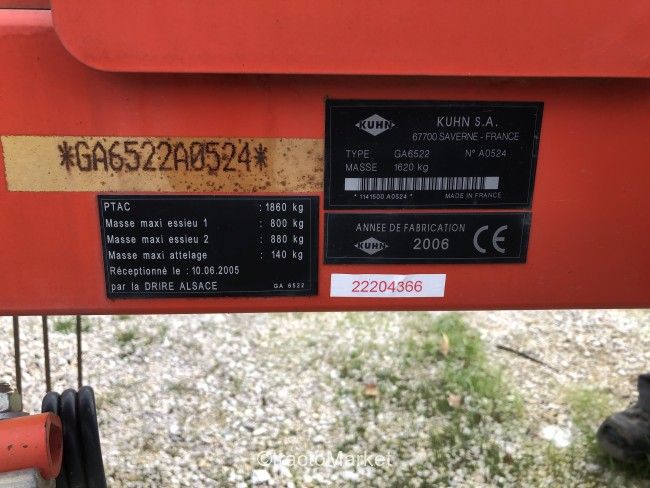 *GA6522A0524*
KUHN
KUHN S.A.
67700 SAVERNE - FRANCE
TYPE GA6522 N° A0524
MASSE 1620 kg
* 1141500 A0524 * MADE IN FRANCE
PTAC : 1860 kg
Masse maxi essieu 1 : 800 kg
Masse maxi essieu 2 : 880 kg
Masse maxi attelage : 140 kg
Réceptionné le : 10.06.2005
par la DRIRE ALSACE GA 6522
ANNÉE DE FABRICATION
KUHN 2006 CE
22204366
©TractoMarket